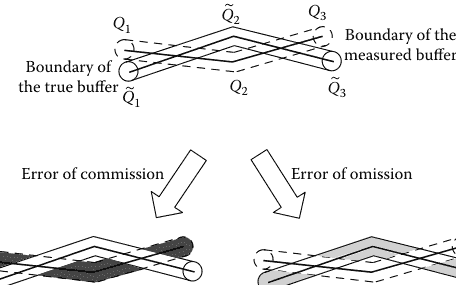 Q1
Q̃2
Q3
Boundary of the
measured buffer
Boundary of
the true buffer
Q̃1
Q2
Q̃3
Error of commission
Error of omission